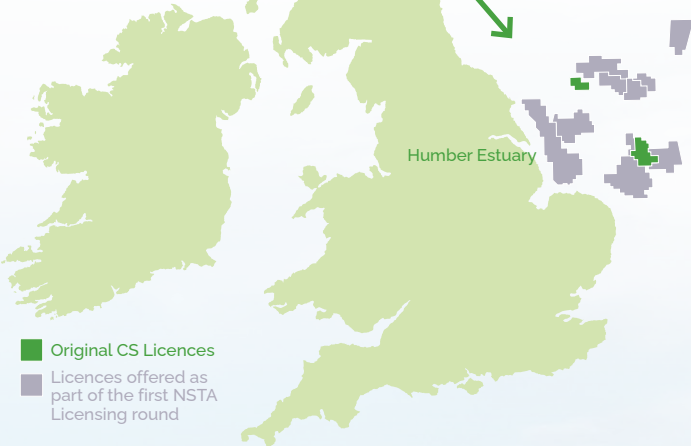 Humber Estuary
Original CS Licences
Licences offered as
part of the first NSTA
Licensing round